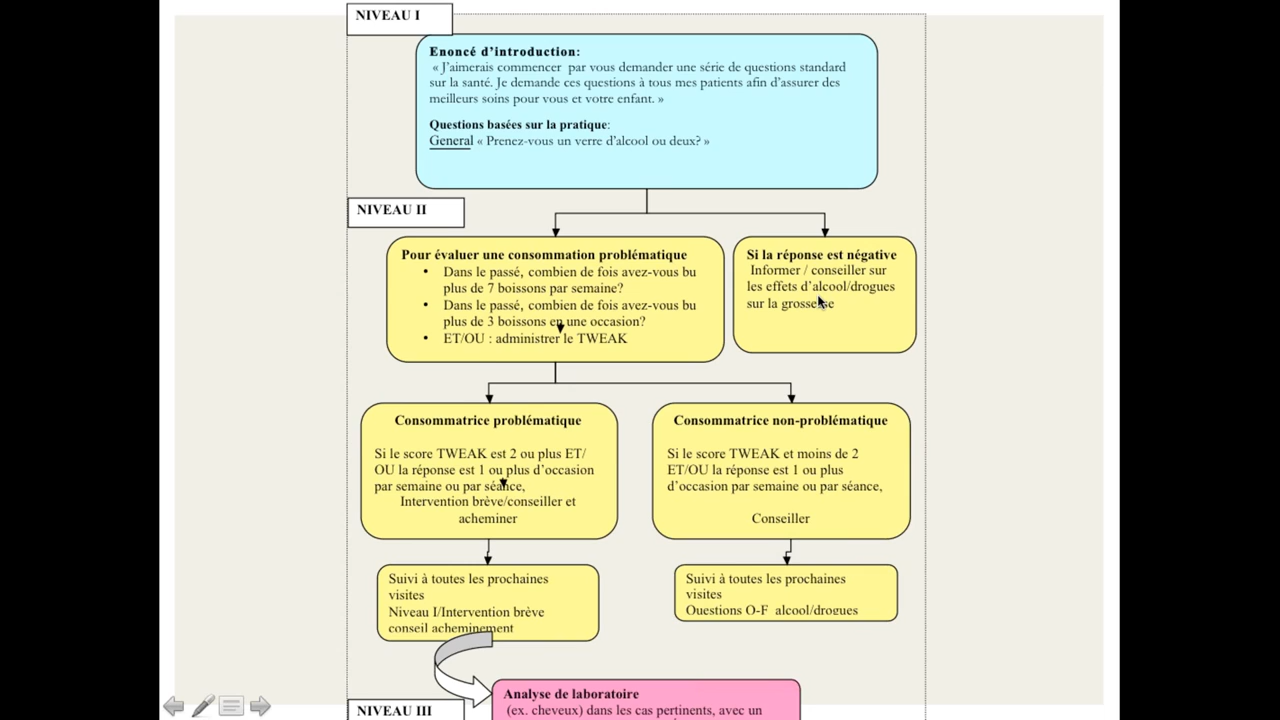 NIVEAU I
Enoncé d'introduction:
« J'aimerais commencer par vous demander une série de questions standard
sur la santé. Je demande ces questions à tous mes patients afin d'assurer des
meilleurs soins pour vous et votre enfant. »
Questions basées sur la pratique:
General « Prenez-vous un verre d'alcool ou deux? »
NIVEAU II
Pour évaluer une consommation problématique
• Dans le passé, combien de fois avez-vous bu
plus de 7 boissons par semaine?
• Dans le passé, combien de fois avez-vous bu
plus de 3 boissons en une occasion?
• ET/OU : administrer le TWEAK
Si la réponse est négative
Informer / conseiller sur
les effets d'alcool/drogues
sur la grossesse
Consommatrice problématique
Si le score TWEAK est 2 ou plus ET/
OU la réponse est 1 ou plus d'occasion
par semaine ou par séance,
Intervention brève/conseiller et
acheminer
Consommatrice non-problématique
Si le score TWEAK et moins de 2
ET/OU la réponse est 1 ou plus
d'occasion par semaine ou par séance,
Conseiller
Suivi à toutes les prochaines
visites
Niveau I/Intervention brève
conseil acheminement
Suivi à toutes les prochaines
visites
Questions O-F alcool/drogues
Analyse de laboratoire
(ex. cheveux) dans les cas pertinents, avec un
NIVEAU III